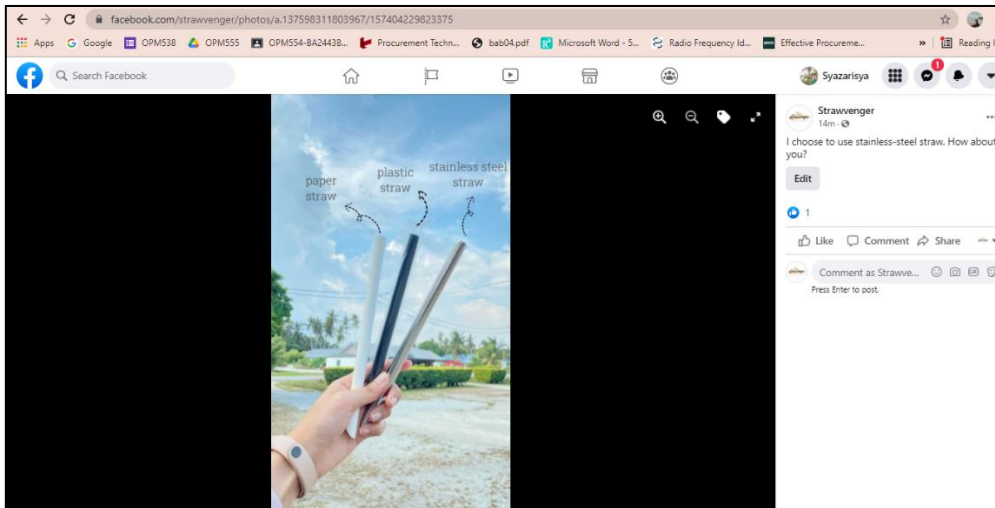 facebook.com/strawvenger/photos/a.137598311803967/157404229823375
Apps Google OPM538 OPM555 OPM554-BA2443B... Procurement Techn... bab04.pdf Microsoft Word - 5... Radio Frequency Id... Effective Procureme... » Reading
Search Facebook
Syazarisya
1
paper
straw
plastic
straw
stainless steel
straw
Strawvenger
14m
I choose to use stainless-steel straw. How about
you?
Edit
1
Like Comment Share
Comment as Strawve...
Press Enter to post.